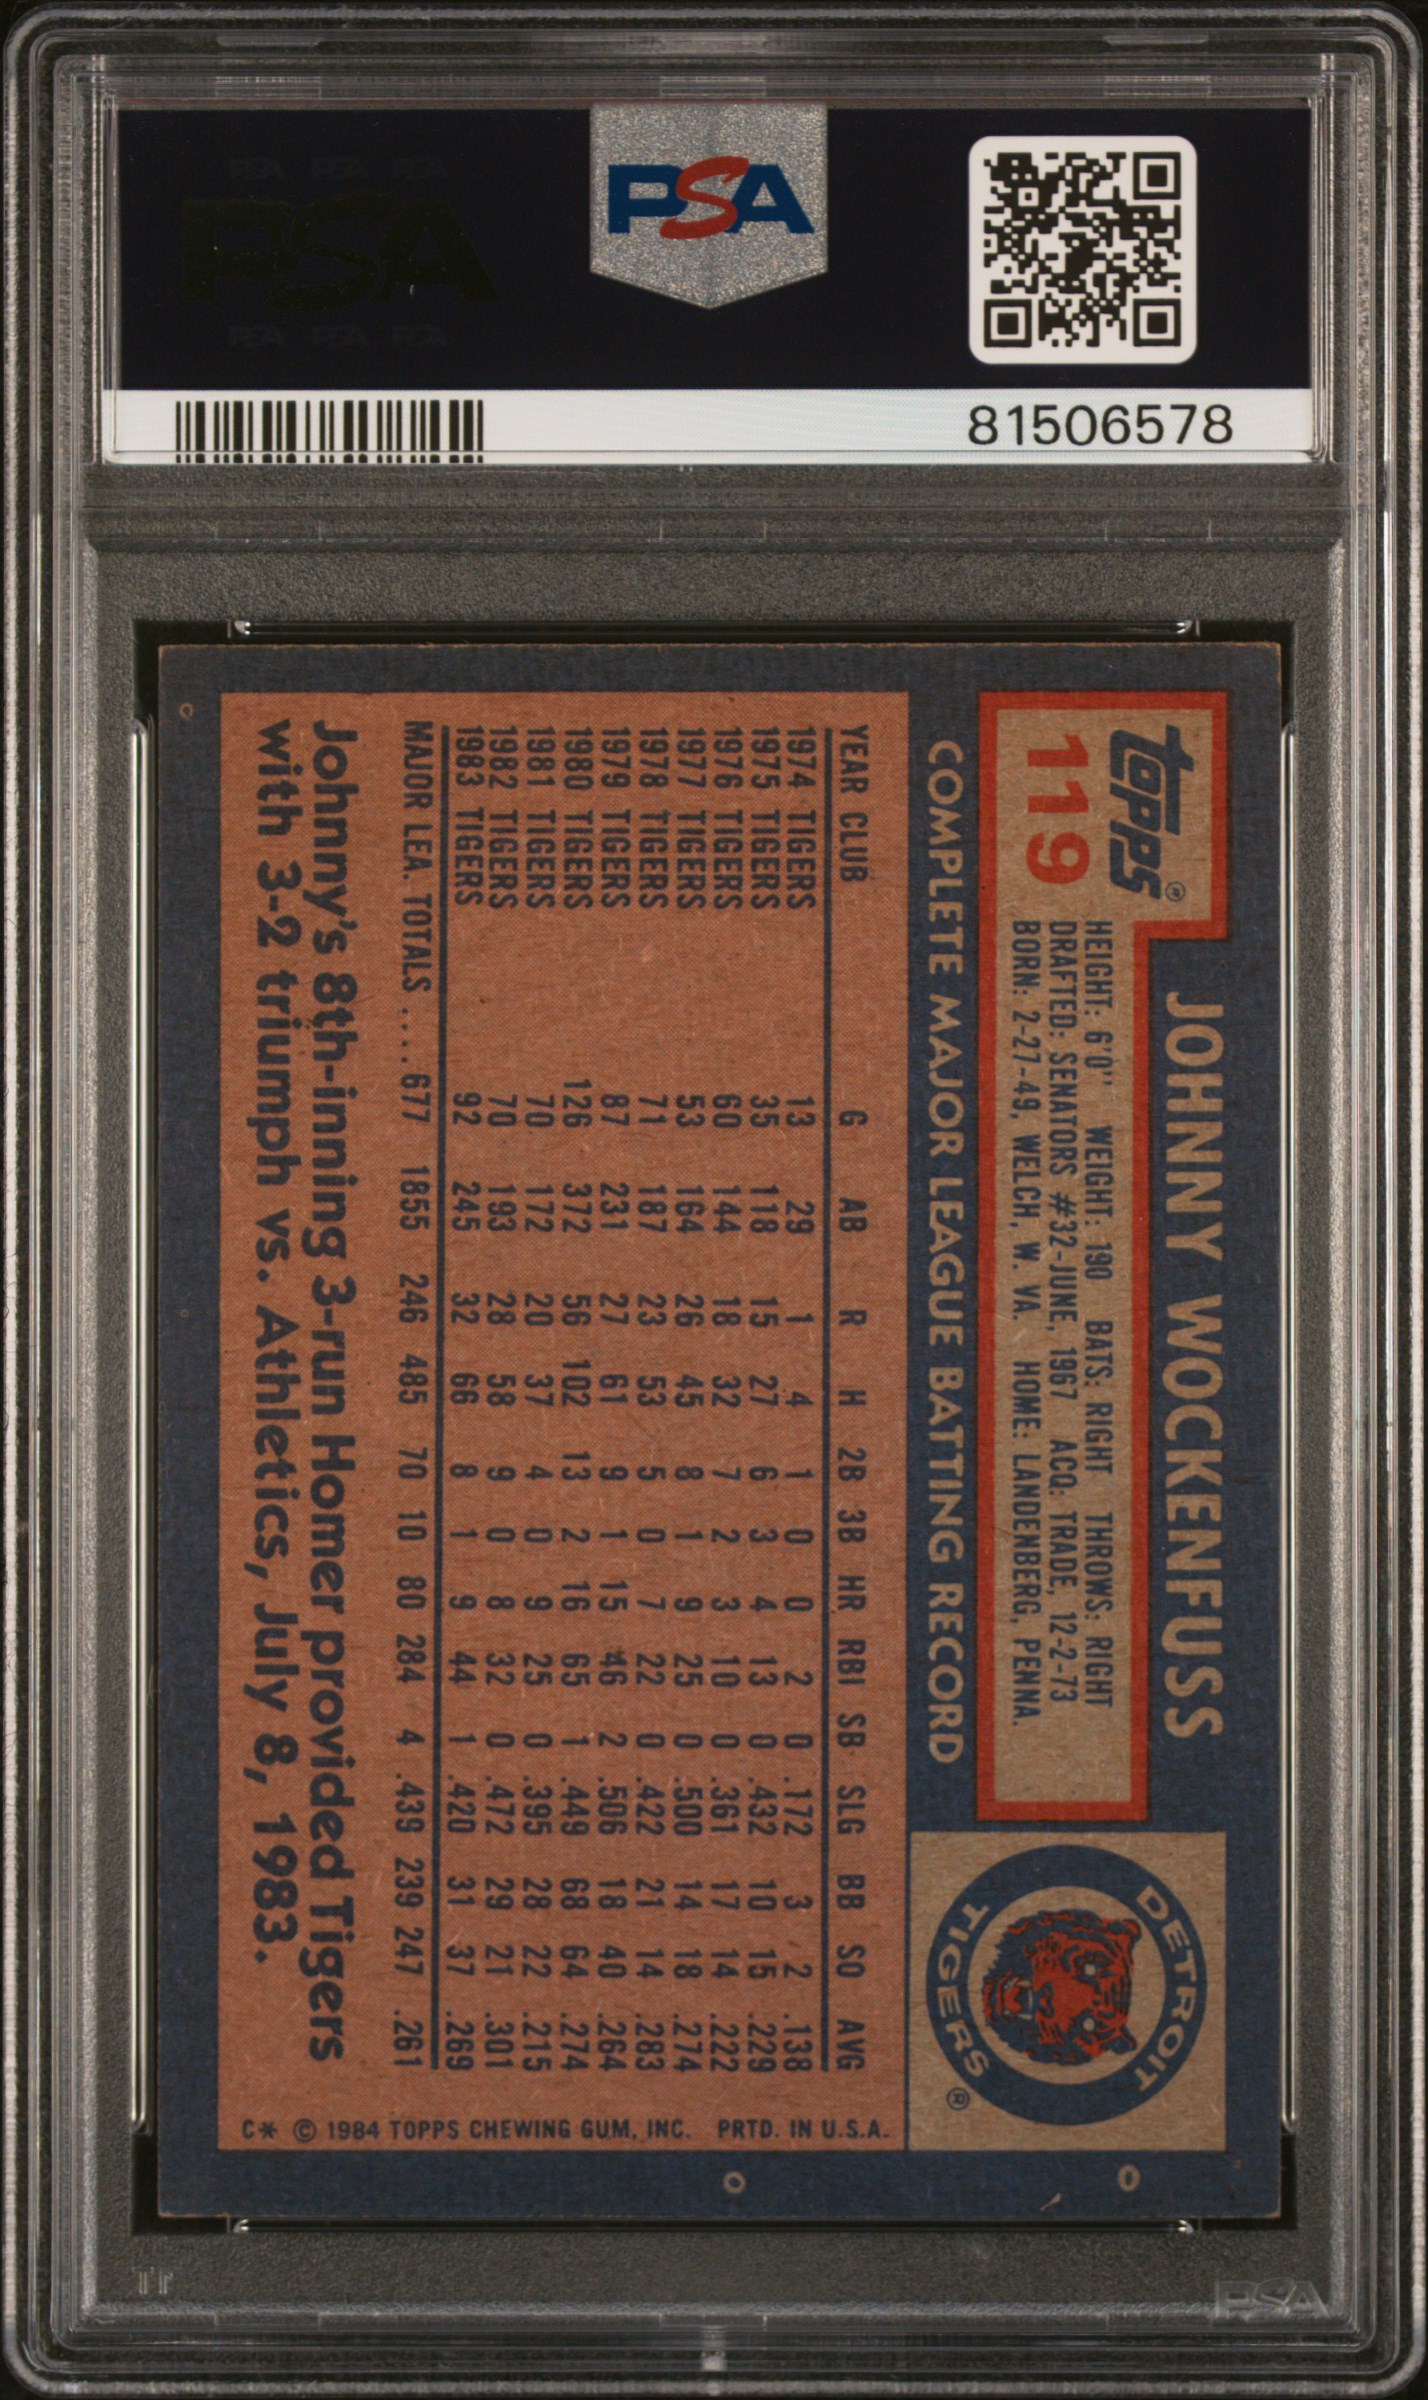 PSA PSA PSA
PSA
PSA PSA PSA
PSA
81506578
topps®
119
JOHNNY WOCKENFUSS
HEIGHT: 6'0" WEIGHT: 190 BATS: RIGHT THROWS: RIGHT
DRAFTED: SENATORS #32-JUNE, 1967 ACQ: TRADE, 12-2-73
BORN: 2-27-49, WELCH, W. VA. HOME: LANDENBERG, PENNA.
DETROIT TIGERS ®
COMPLETE MAJOR LEAGUE BATTING RECORD
YEAR CLUB G AB R H 2B 3B HR RBI SB SLG BB SO AVG
1974 TIGERS 13 29 1 4 1 0 0 2 0 .172 3 2 .138
1975 TIGERS 35 118 15 27 6 3 4 13 0 .432 10 15 .229
1976 TIGERS 60 144 18 32 7 2 3 10 0 .361 17 14 .222
1977 TIGERS 53 164 26 45 8 1 9 25 0 .500 14 18 .274
1978 TIGERS 71 187 23 53 5 0 7 22 0 .422 21 14 .283
1979 TIGERS 87 231 27 61 9 1 15 46 2 .506 18 40 .264
1980 TIGERS 126 372 56 102 13 2 16 65 1 .449 68 64 .274
1981 TIGERS 70 172 20 37 4 0 9 25 0 .395 28 22 .215
1982 TIGERS 70 193 28 58 9 0 8 32 0 .472 29 21 .301
1983 TIGERS 92 245 32 66 8 1 9 44 1 .420 31 37 .269
MAJOR LEA. TOTALS .... 677 1855 246 485 70 10 80 284 4 .439 239 247 .261
Johnny's 8th-inning 3-run Homer provided Tigers
with 3-2 triumph vs. Athletics, July 8, 1983.
C* © 1984 TOPPS CHEWING GUM, INC. PRTD. IN U.S.A.
PSA